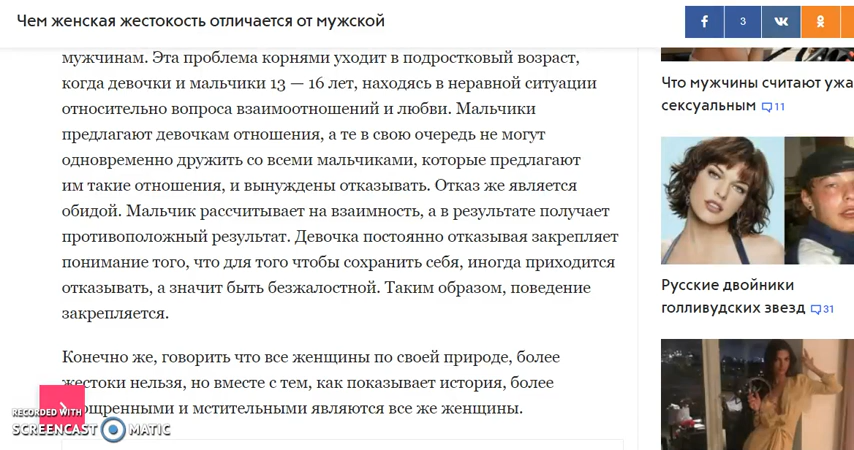 Чем женская жестокость отличается от мужской
3
мужчинам. Эта проблема корнями уходит в подростковый возраст,
когда девочки и мальчики 13 — 16 лет, находясь в неравной ситуации
относительно вопроса взаимоотношений и любви. Мальчики
предлагают девочкам отношения, а те в свою очередь не могут
одновременно дружить со всеми мальчиками, которые предлагают
им такие отношения, и вынуждены отказывать. Отказ же является
обидой. Мальчик рассчитывает на взаимность, а в результате получает
противоположный результат. Девочка постоянно отказывая закрепляет
понимание того, что для того чтобы сохранить себя, иногда приходится
отказывать, а значит быть безжалостной. Таким образом, поведение
закрепляется.
Конечно же, говорить что все женщины по своей природе, более
жестоки нельзя, но вместе с тем, как показывает история, более
и мстительными являются все же женщины.
Что мужчины считают ужа
сексуальным 11
Русские двойники
голливудских звезд 31
RECORDED WITH
SCREENCAST MATIC